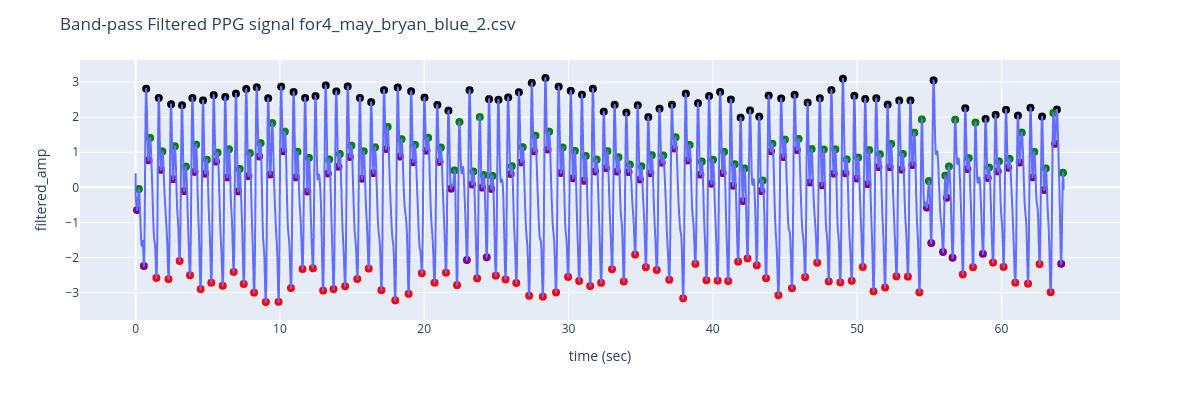 Band-pass Filtered PPG signal for4_may_bryan_blue_2.csv
3
2
1
0
−1
−2
−3
filtered_amp
0 10 20 30 40 50 60
time (sec)